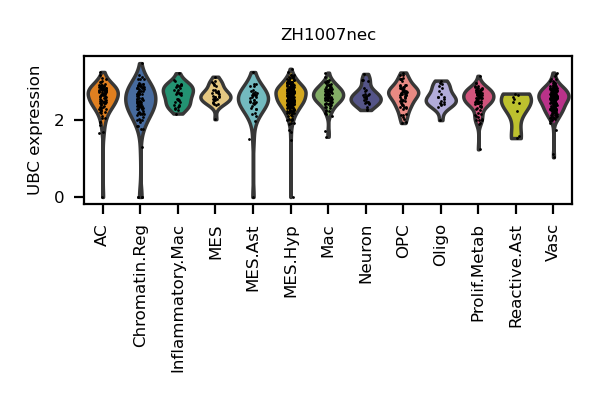 ZH1007nec
UBC expression
2
0
AC
Chromatin.Reg
Inflammatory.Mac
MES
MES.Ast
MES.Hyp
Mac
Neuron
OPC
Oligo
Prolif.Metab
Reactive.Ast
Vasc